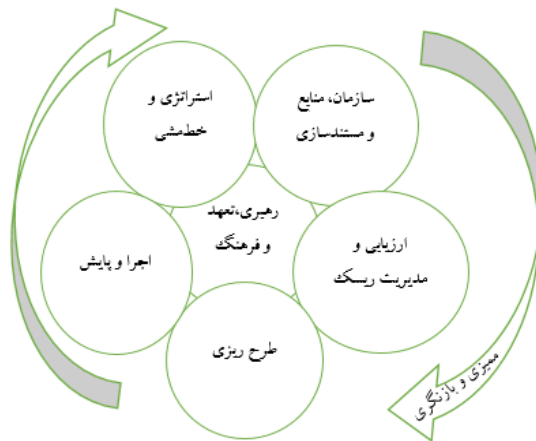 استراتژی و
خط‌مشی
سازمان، منابع
و مستندسازی
رهبری،تعهد
و فرهنگ
ارزیابی و
مدیریت ریسک
اجرا و پایش
طرح ریزی
ممیزی و بازنگری